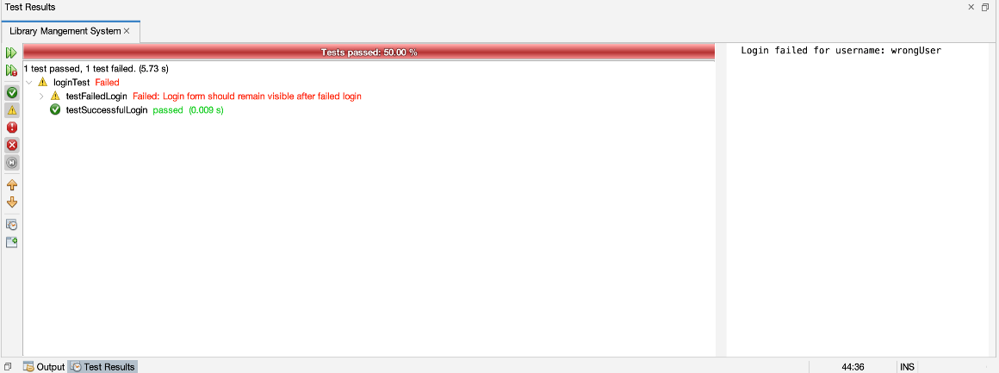 Test Results
Library Mangement System
Tests passed: 50.00 %
1 test passed, 1 test failed. (5.73 s)
loginTest Failed
testFailedLogin Failed: Login form should remain visible after failed login
testSuccessfulLogin passed (0.009 s)
Login failed for username: wrongUser
Output Test Results 44:36 INS